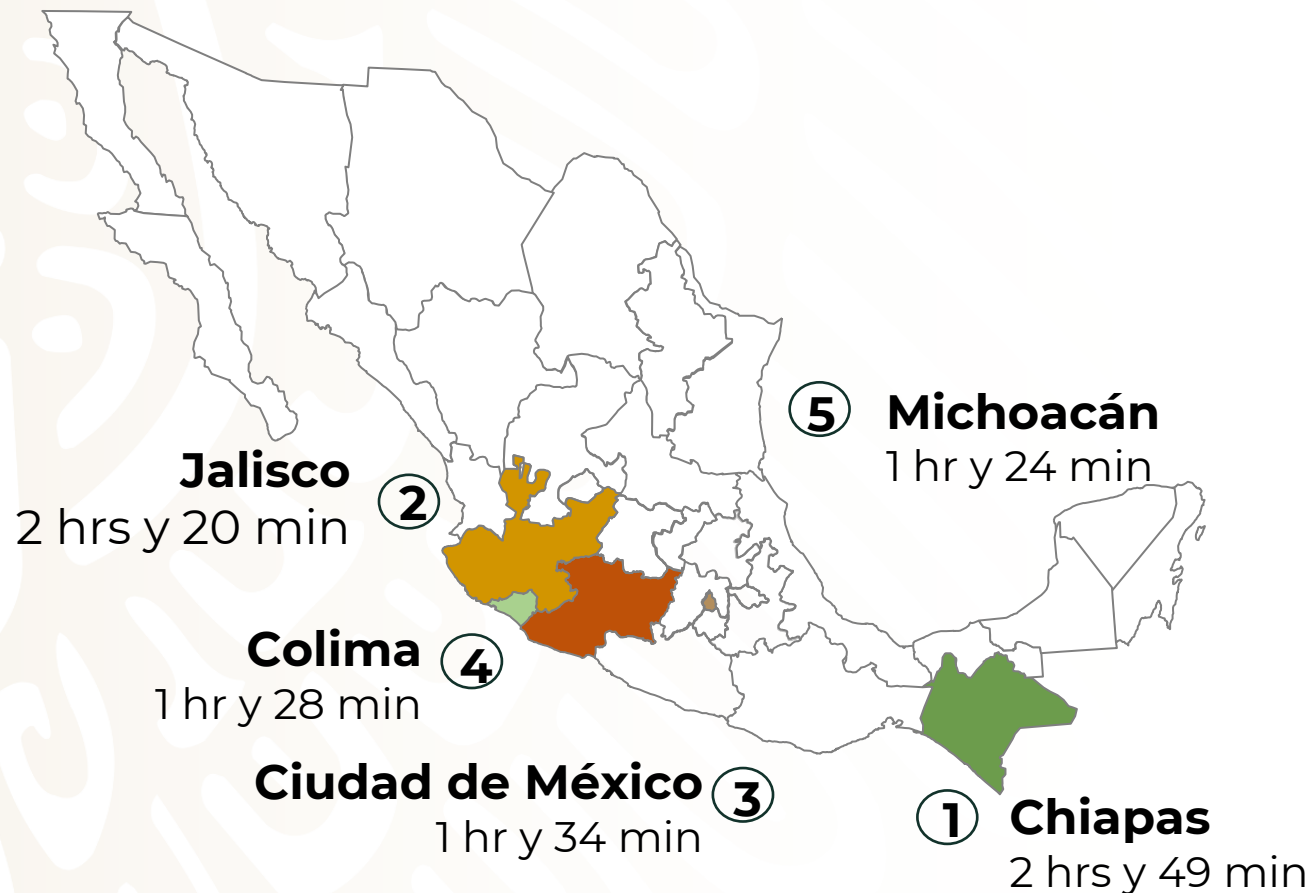 5 Michoacán
1 hr y 24 min
Jalisco 2
2 hrs y 20 min
Colima 4
1 hr y 28 min
Ciudad de México 3
1 hr y 34 min
1 Chiapas
2 hrs y 49 min